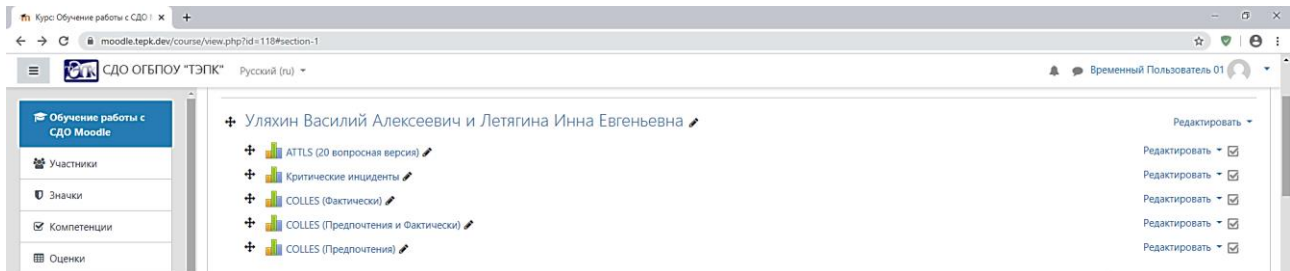 Курс: Обучение работы с СДО
moodle.tepk.dev/course/view.php?id=118#section-1
СДО ОГБПОУ "ТЭПК" Русский (ru) Временный Пользователь 01
Обучение работы с
СДО Moodle
Участники
Значки
Компетенции
Оценки
Уляхин Василий Алексеевич и Летягина Инна Евгеньевна Редактировать
ATTLS (20 вопросная версия) Редактировать
Критические инциденты Редактировать
COLLES (Фактически) Редактировать
COLLES (Предпочтения и Фактически) Редактировать
COLLES (Предпочтения) Редактировать